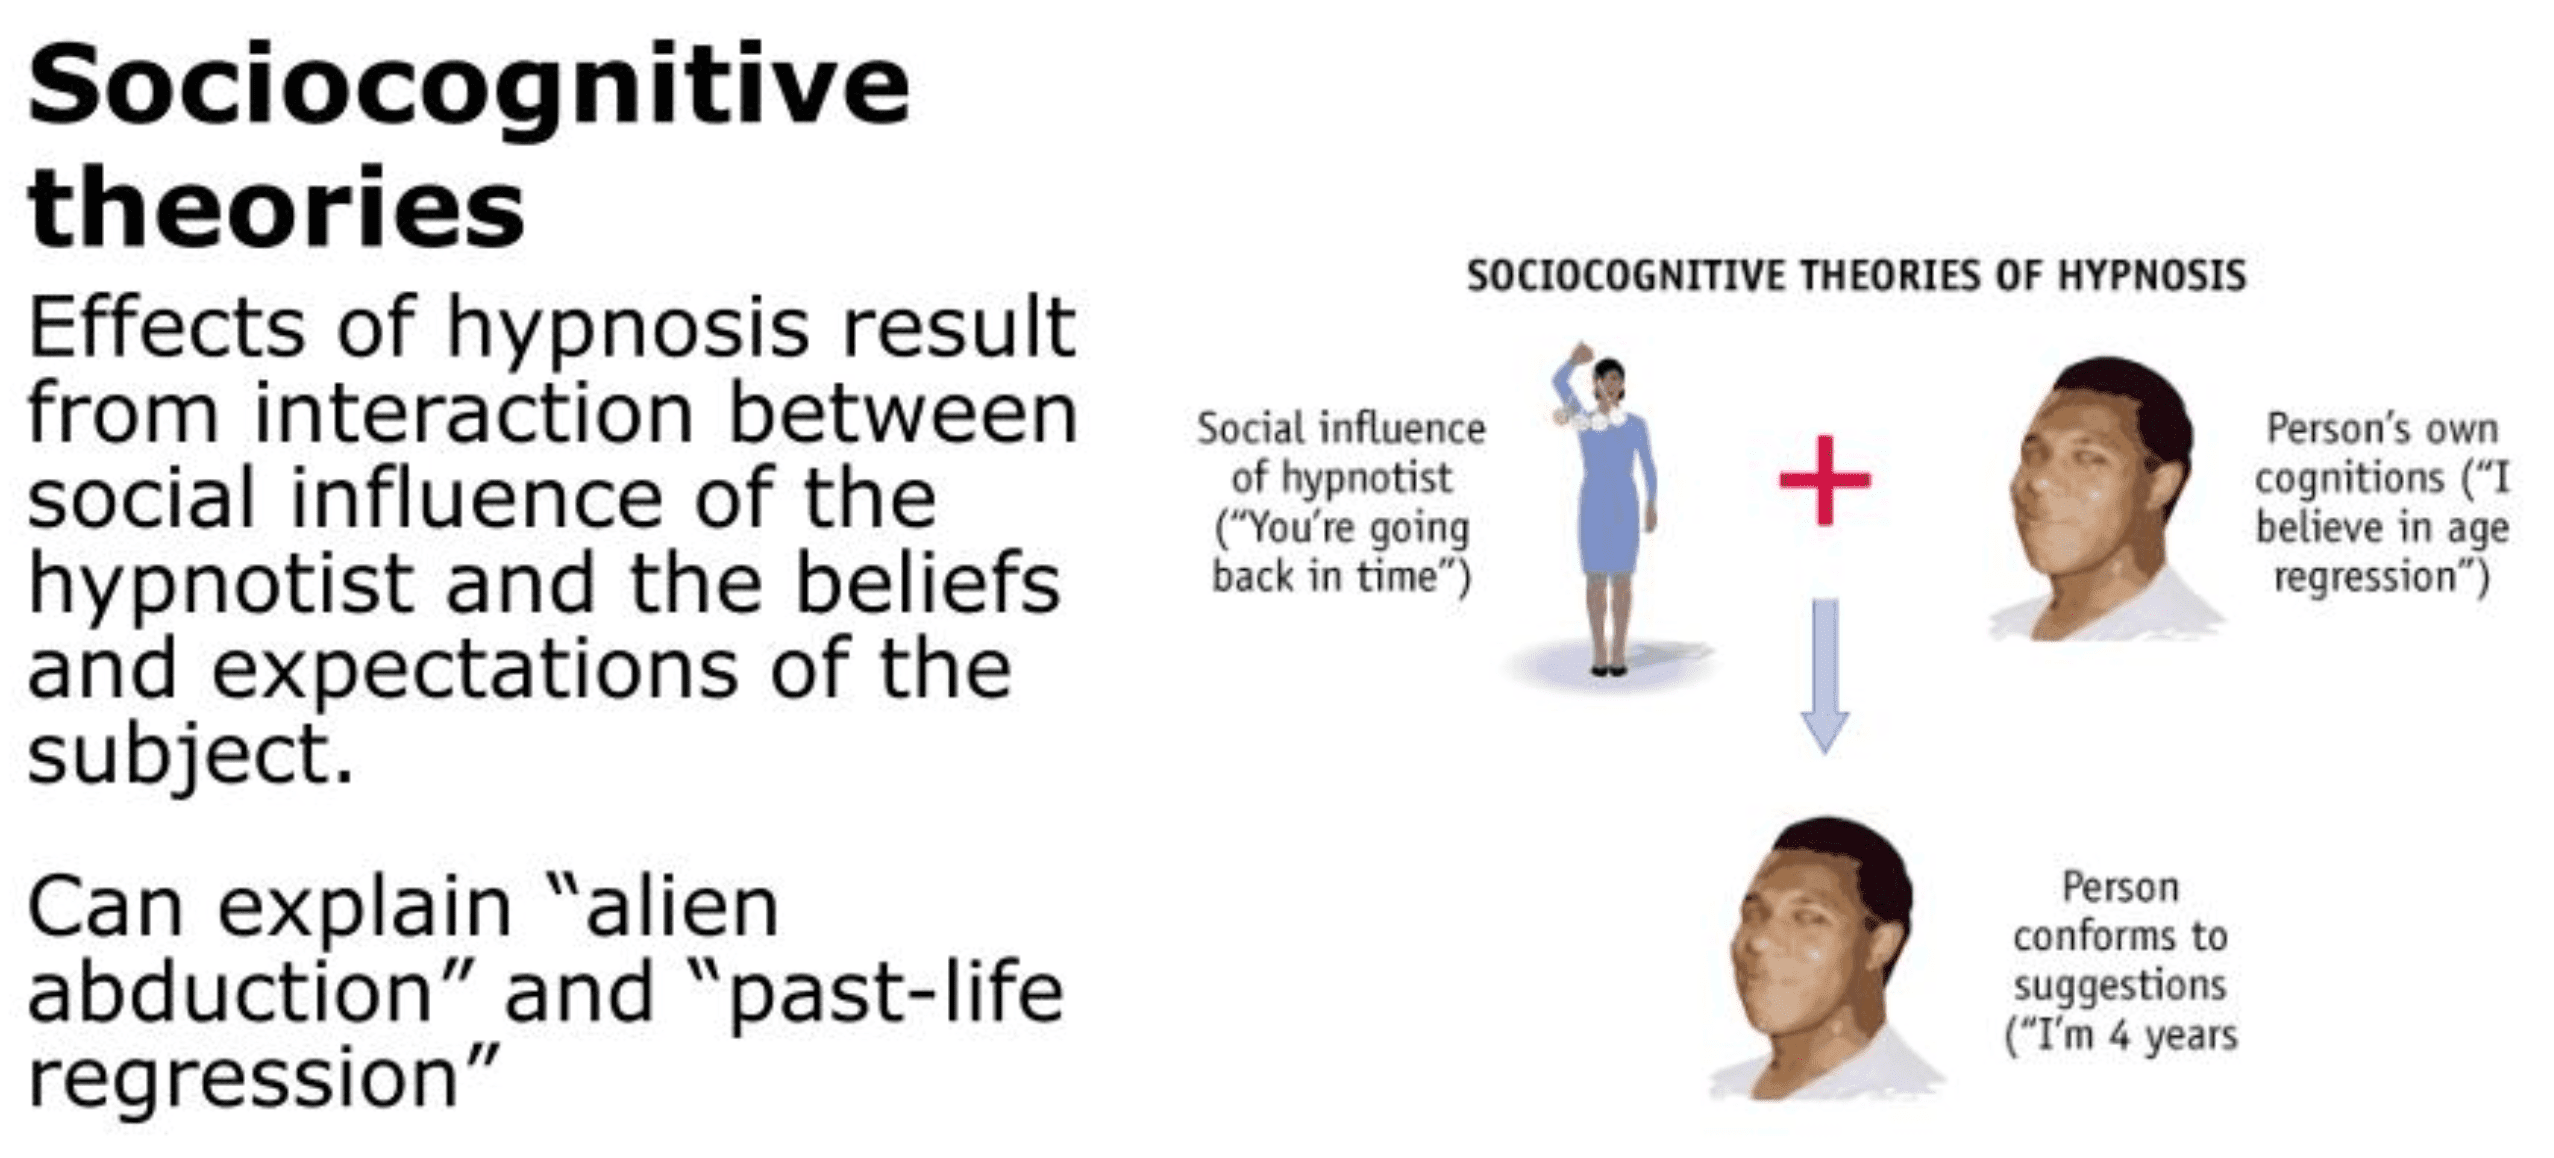 Sociocognitive
theories
Effects of hypnosis result
from interaction between
social influence of the
hypnotist and the beliefs
and expectations of the
subject.
Can explain “alien
abduction” and “past-life
regression”
SOCIOCOGNITIVE THEORIES OF HYPNOSIS
Social influence
of hypnotist
(“You’re going
back in time”)
+
Person’s own
cognitions (“I
believe in age
regression”)
Person
conforms to
suggestions
(“I’m 4 years